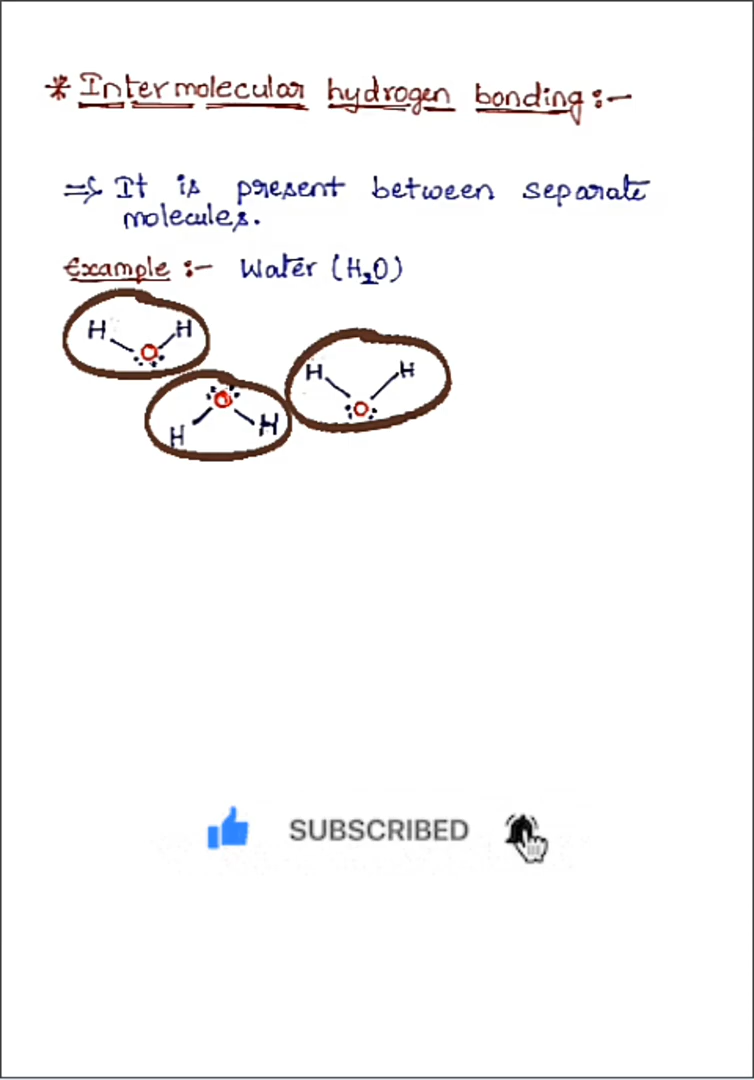 * Intermolecular hydrogen bonding :-
⇒ It is present between separate
molecules.
Example :- Water (H₂O)
H H
O
H H
O
O
H H
SUBSCRIBED